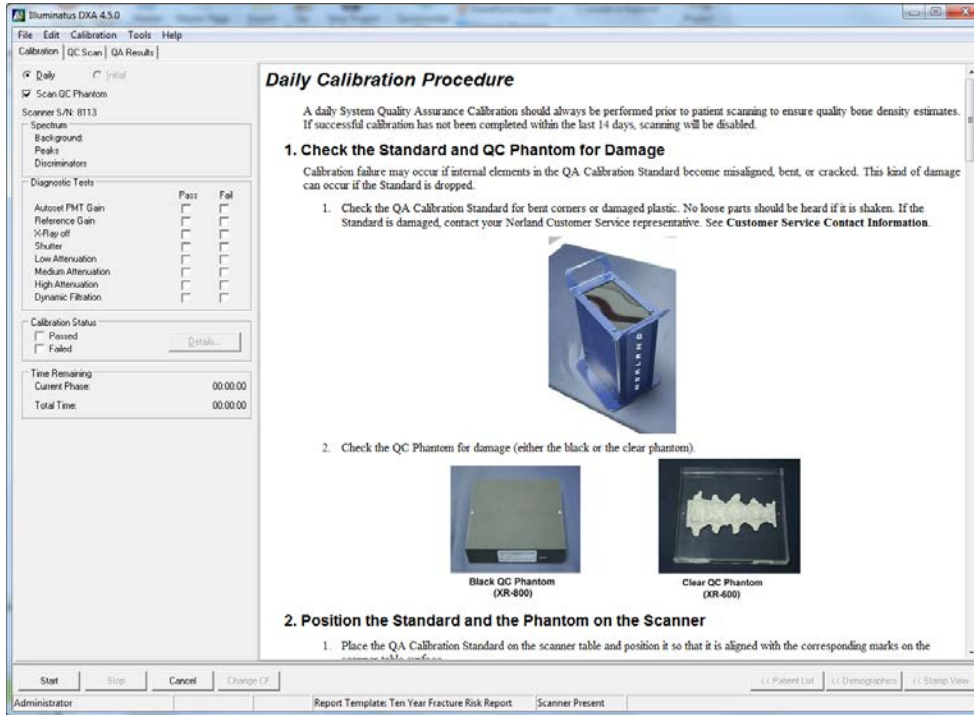 Illuminatus DXA 4.5.0
File Edit Calibration Tools Help
Calibration QC Scan QA Results
Daily Initial
Scan QC Phantom
Scanner S/N: 8113
Spectrum
Background:
Peaks
Discriminators
Diagnostic Tests
Pass Fail
Autoset PMT Gain
Reference Gain
X-Ray off
Shutter
Low Attenuation
Medium Attenuation
High Attenuation
Dynamic Filtration
Calibration Status
Passed
Failed
Details...
Time Remaining
Current Phase: 00:00:00
Total Time: 00:00:00
Daily Calibration Procedure
A daily System Quality Assurance Calibration should always be performed prior to patient scanning to ensure quality bone density estimates.
If successful calibration has not been completed within the last 14 days, scanning will be disabled.
1. Check the Standard and QC Phantom for Damage
Calibration failure may occur if internal elements in the QA Calibration Standard become misaligned, bent, or cracked. This kind of damage
can occur if the Standard is dropped.
1. Check the QA Calibration Standard for bent corners or damaged plastic. No loose parts should be heard if it is shaken. If the
Standard is damaged, contact your Norland Customer Service representative. See Customer Service Contact Information.
NORLAND
2. Check the QC Phantom for damage (either the black or the clear phantom).
Black QC Phantom
(XR-800)
Clear QC Phantom
(XR-600)
2. Position the Standard and the Phantom on the Scanner
1. Place the QA Calibration Standard on the scanner table and position it so that it is aligned with the corresponding marks on the
scanner table surface.
Start Stop Cancel Change CF << Patient List << Demographics << Stamp View
Administrator Report Template: Ten Year Fracture Risk Report Scanner Present